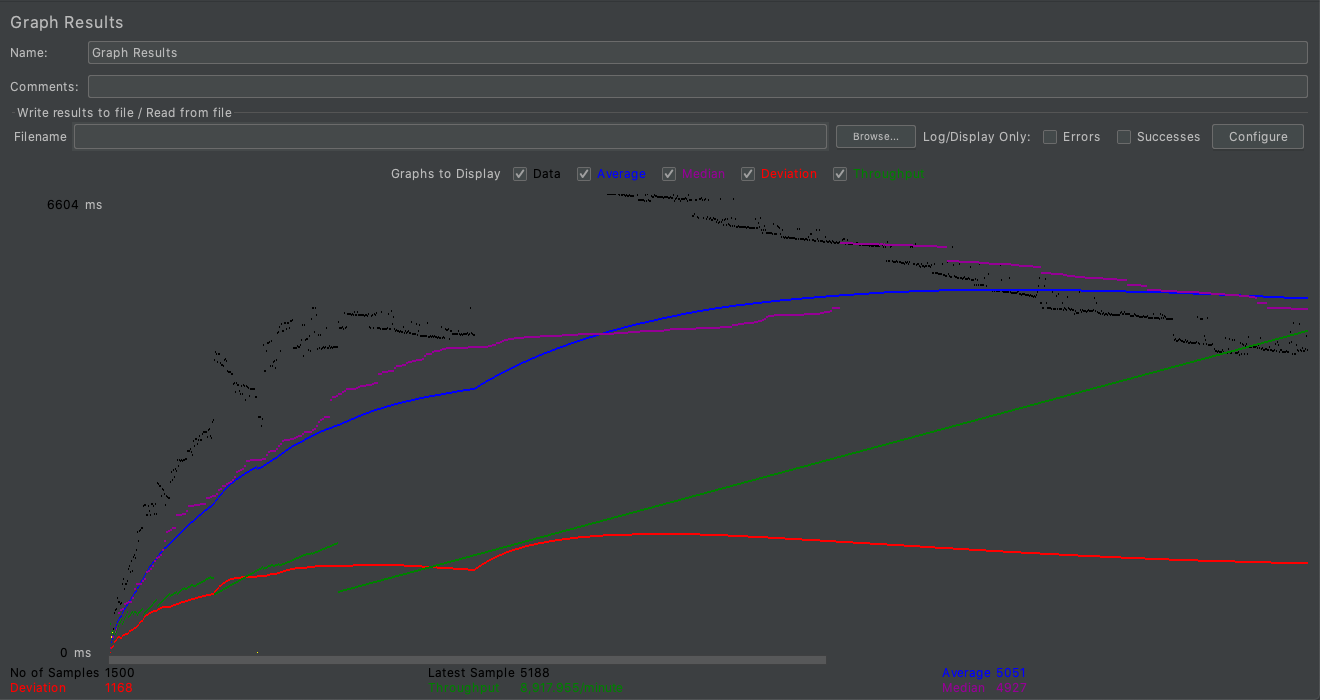 Graph Results
Name: Graph Results
Comments:
Write results to file / Read from file
Filename Browse... Log/Display Only: Errors Successes Configure
Graphs to Display Data Average Median Deviation Throughput
6604 ms
0 ms
No of Samples 1500 Latest Sample 5188 Average 5051
Deviation 1168 Throughput 8,917.955/minute Median